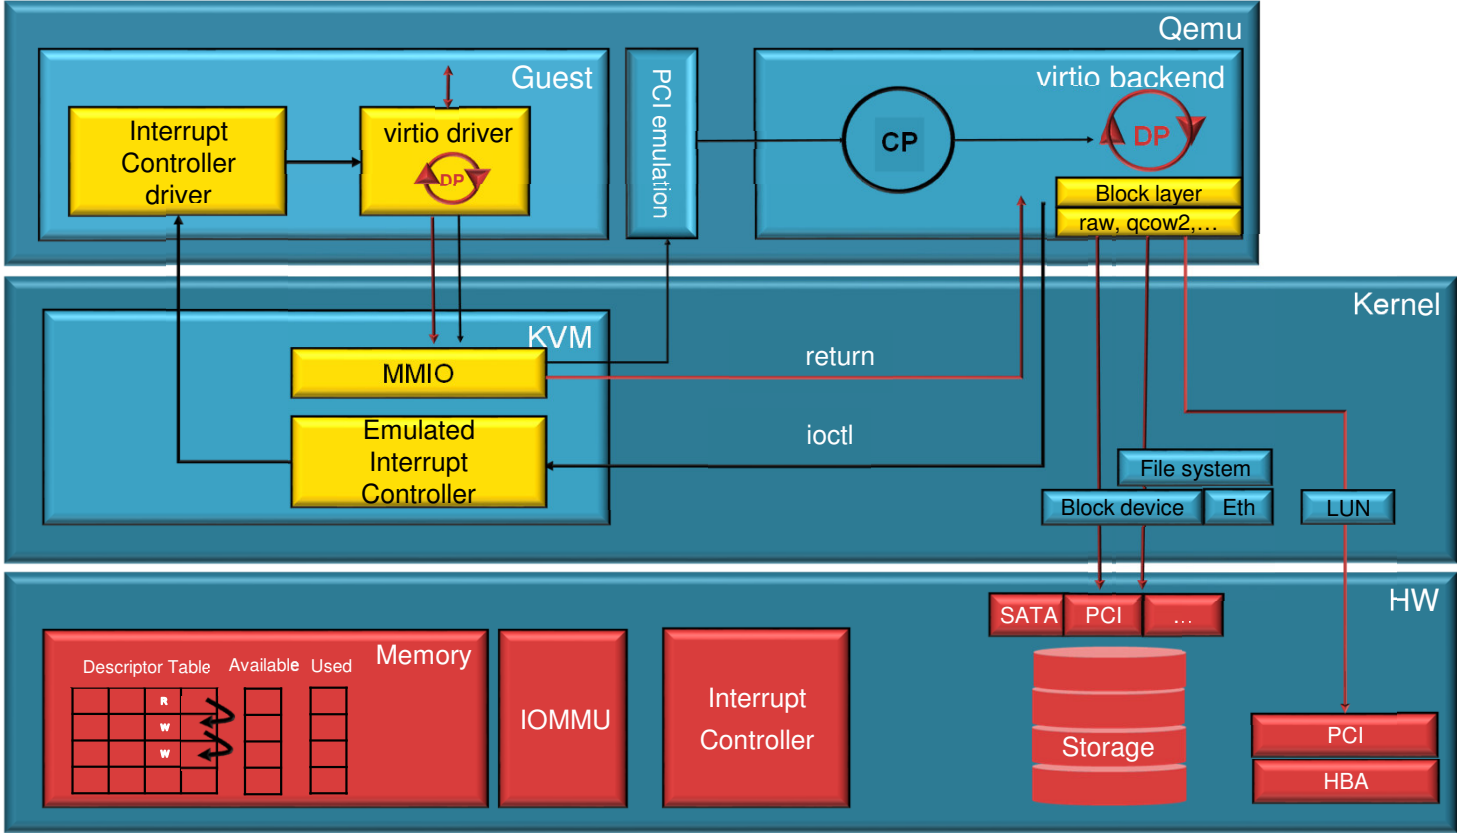 Qemu
Guest
Interrupt
Controller
driver
virtio driver
DP
PCI emulation
virtio backend
CP
DP
Block layer
raw, qcow2,…
Kernel
KVM
MMIO
return
Emulated
Interrupt
Controller
ioctl
File system
Block device
Eth
LUN
HW
Memory
Descriptor Table
Available
Used
R
W
W
IOMMU
Interrupt
Controller
SATA
PCI
...
Storage
PCI
HBA